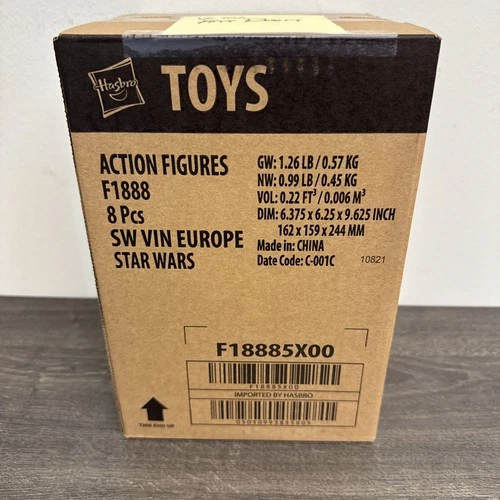 Hasbro
TOYS
ACTION FIGURES
F1888
8 Pcs
SW VIN EUROPE
STAR WARS
GW: 1.26 LB / 0.57 KG
NW: 0.99 LB / 0.45 KG
VOL: 0.22 FT³ / 0.006 M³
DIM: 6.375 x 6.25 x 9.625 INCH
162 x 159 x 244 MM
Made in: CHINA
Date Code: C-001C 10821
F18885X00
F18885X00
IMPORTED BY HASBRO
THIS END UP